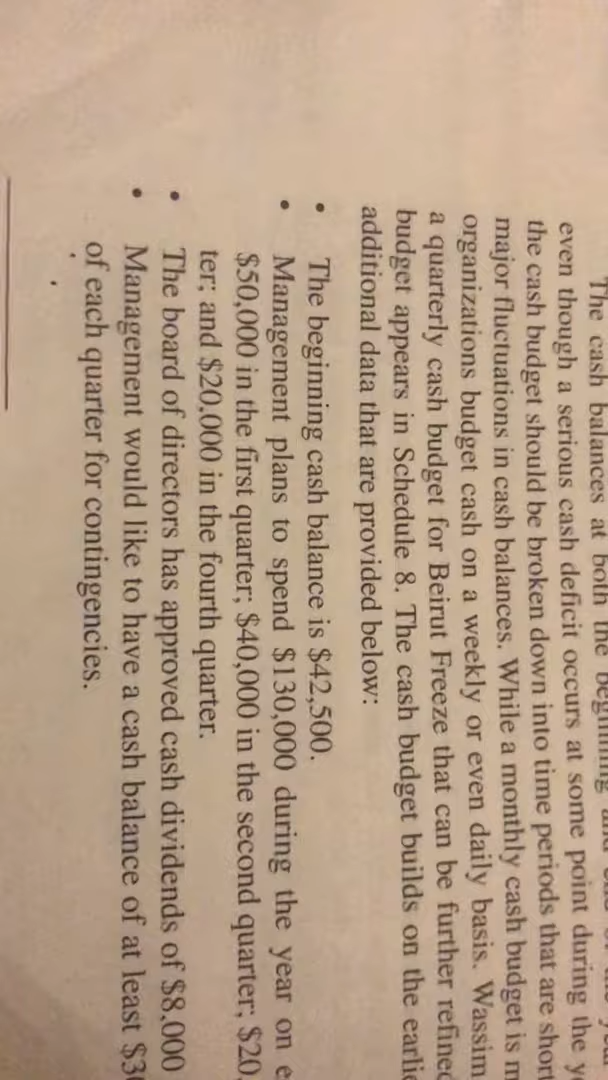 The cash balances at both the beginning and
even though a serious cash deficit occurs at some point during the y
the cash budget should be broken down into time periods that are short
major fluctuations in cash balances. While a monthly cash budget is m
organizations budget cash on a weekly or even daily basis. Wassim
a quarterly cash budget for Beirut Freeze that can be further refined
budget appears in Schedule 8. The cash budget builds on the earlie
additional data that are provided below:
• The beginning cash balance is $42,500.
• Management plans to spend $130,000 during the year on e
$50,000 in the first quarter; $40,000 in the second quarter; $20,
ter; and $20,000 in the fourth quarter.
• The board of directors has approved cash dividends of $8,000
• Management would like to have a cash balance of at least $30
of each quarter for contingencies.